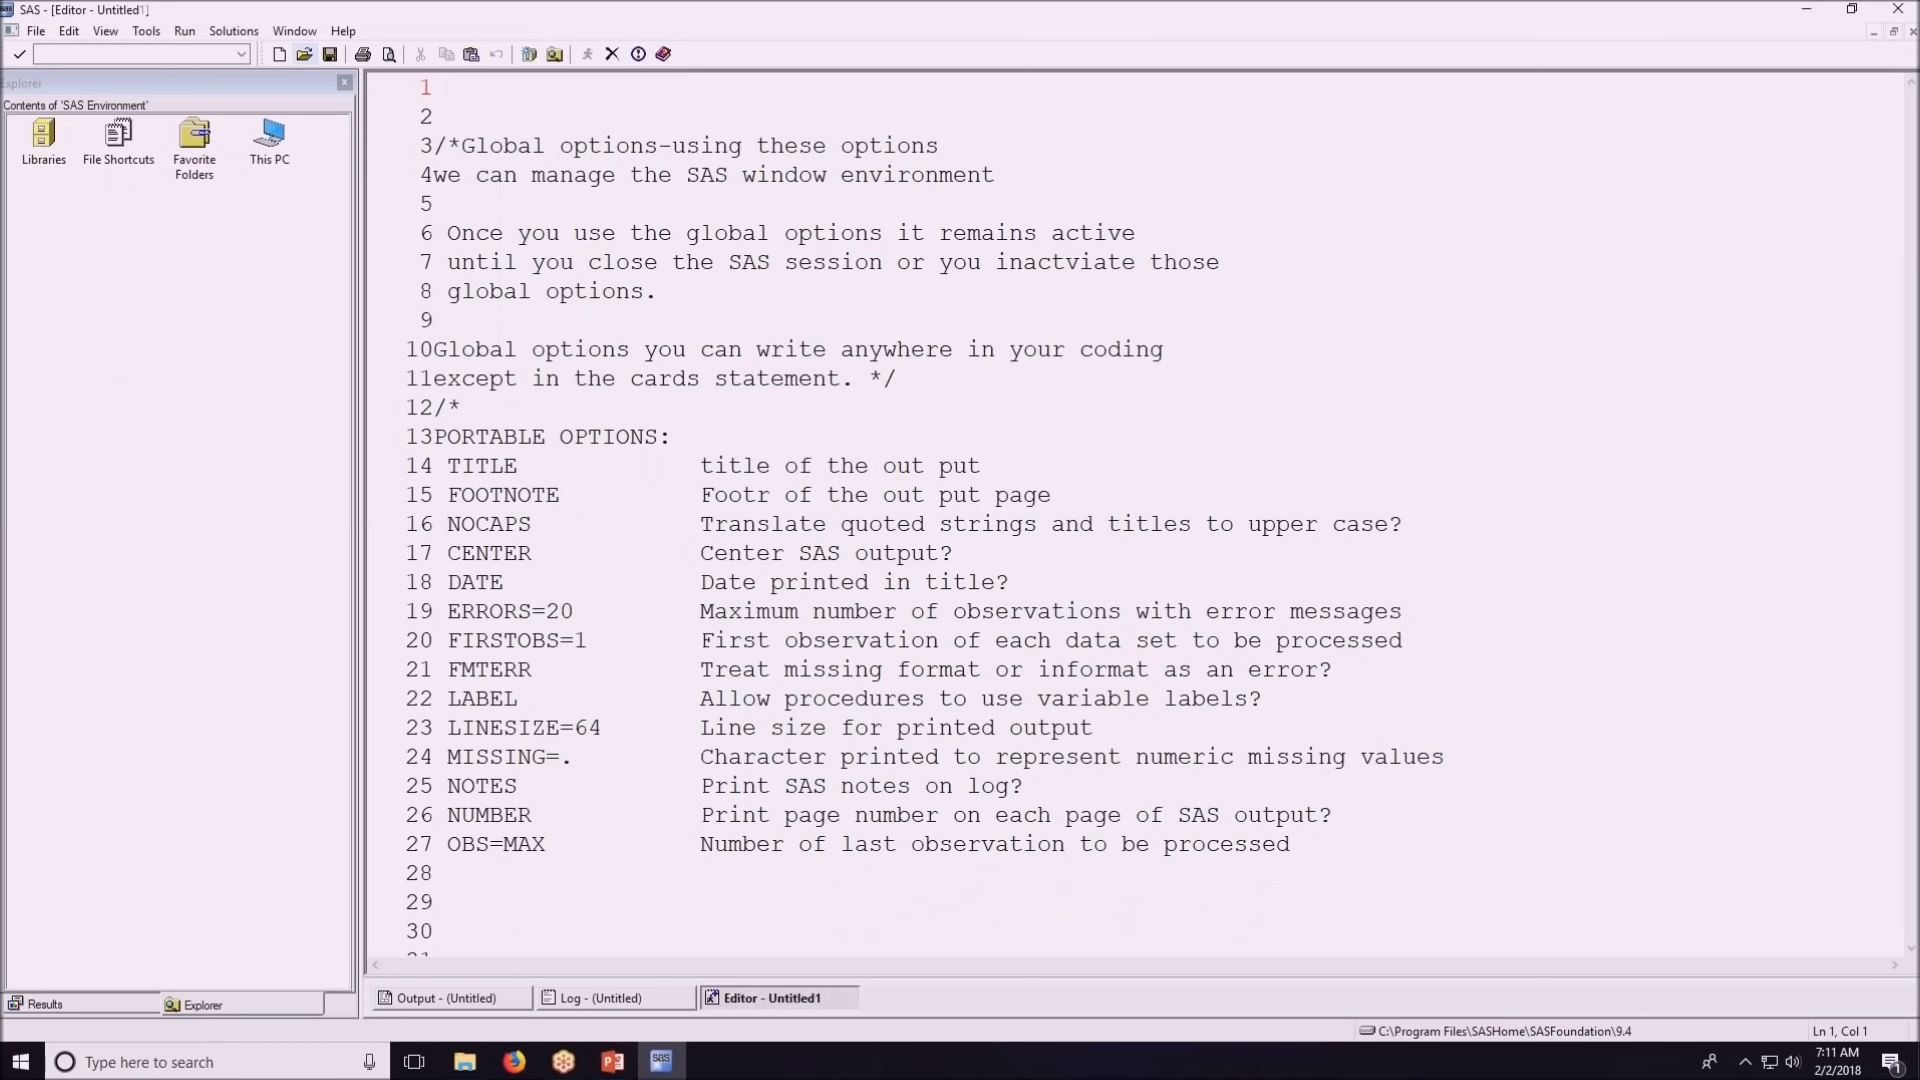 SAS - [Editor - Untitled1]
File Edit View Tools Run Solutions Window Help
Explorer
Contents of 'SAS Environment'
Libraries
File Shortcuts
Favorite Folders
This PC
1
2
3/*Global options-using these options
4we can manage the SAS window environment
5
6 Once you use the global options it remains active
7 until you close the SAS session or you inactviate those
8 global options.
9
10Global options you can write anywhere in your coding
11except in the cards statement. */
12/*
13PORTABLE OPTIONS:
14 TITLE title of the out put
15 FOOTNOTE Footr of the out put page
16 NOCAPS Translate quoted strings and titles to upper case?
17 CENTER Center SAS output?
18 DATE Date printed in title?
19 ERRORS=20 Maximum number of observations with error messages
20 FIRSTOBS=1 First observation of each data set to be processed
21 FMTERR Treat missing format or informat as an error?
22 LABEL Allow procedures to use variable labels?
23 LINESIZE=64 Line size for printed output
24 MISSING=. Character printed to represent numeric missing values
25 NOTES Print SAS notes on log?
26 NUMBER Print page number on each page of SAS output?
27 OBS=MAX Number of last observation to be processed
28
29
30
Results Explorer
Output - (Untitled) Log - (Untitled) Editor - Untitled1
C:\Program Files\SASHome\SASFoundation\9.4 Ln 1, Col 1
Type here to search
sas
7:11 AM
2/2/2018
1